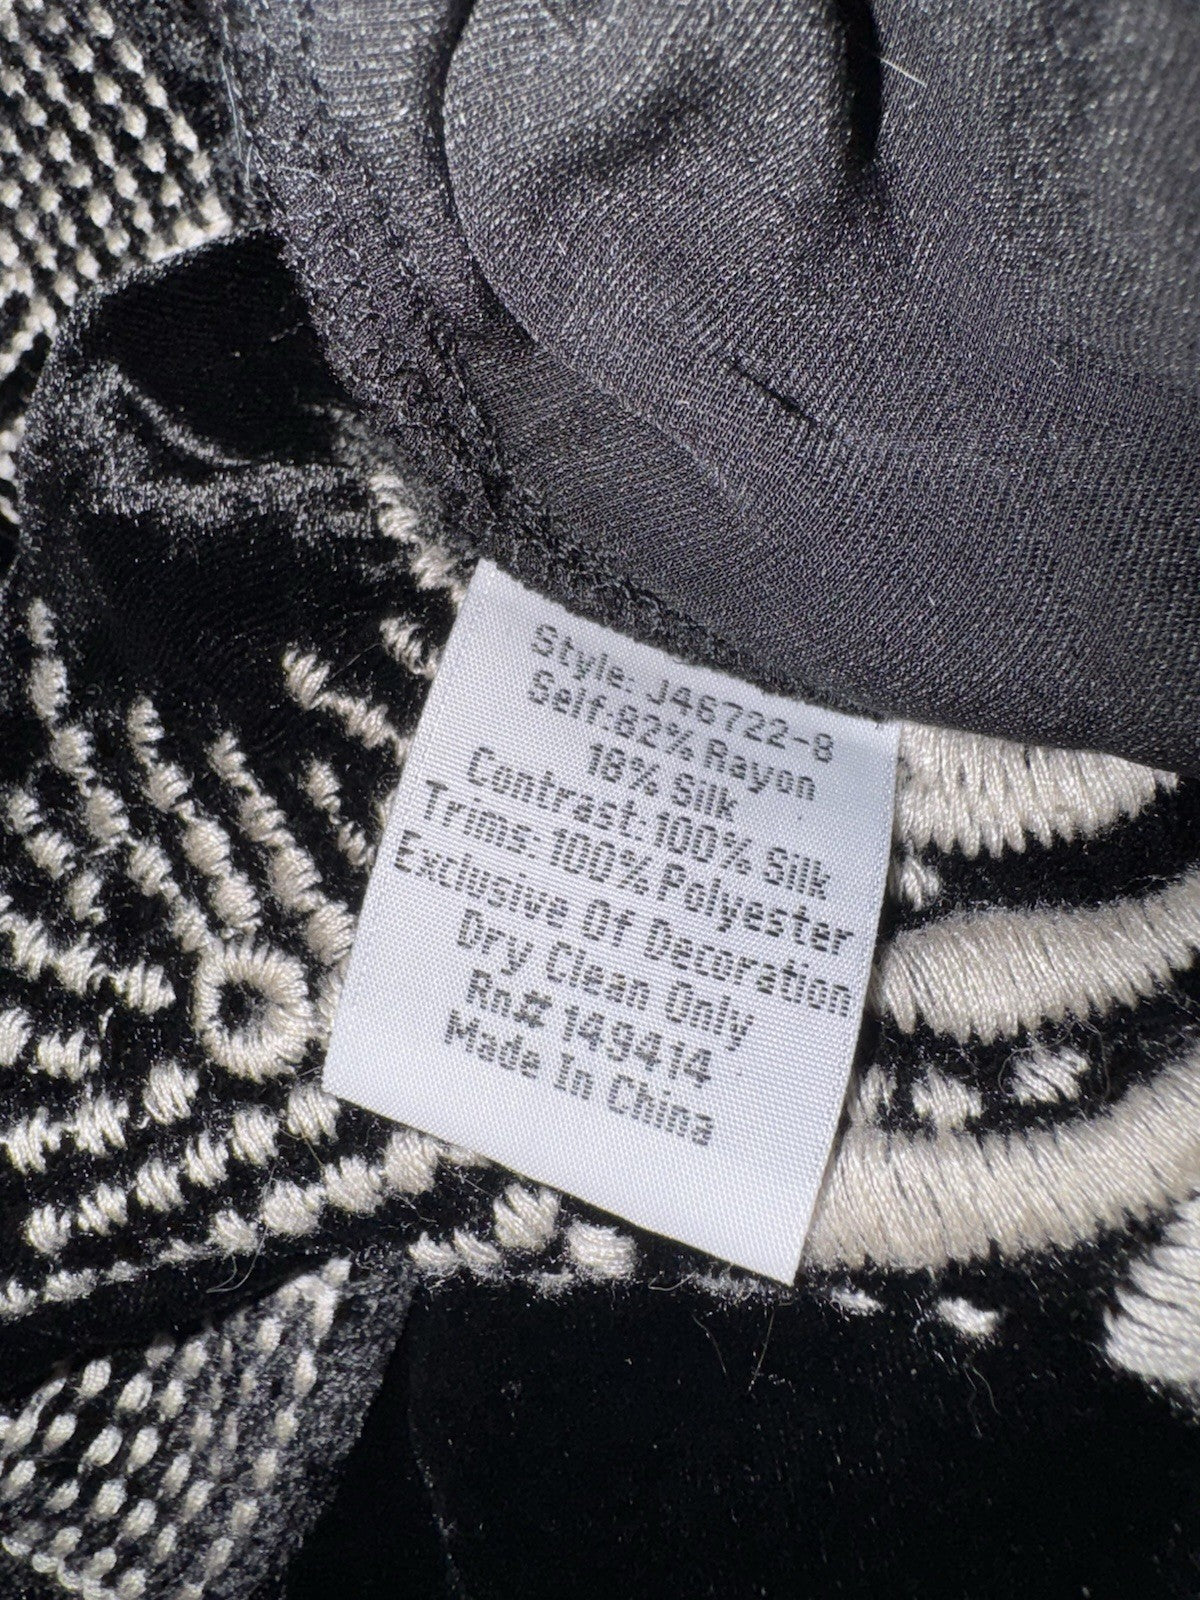 Style: J46722-8
Self:82% Rayon
18% Silk
Contrast:100% Silk
Trims:100% Polyester
Exclusive Of Decoration
Dry Clean Only
Rn# 149414
Made In China